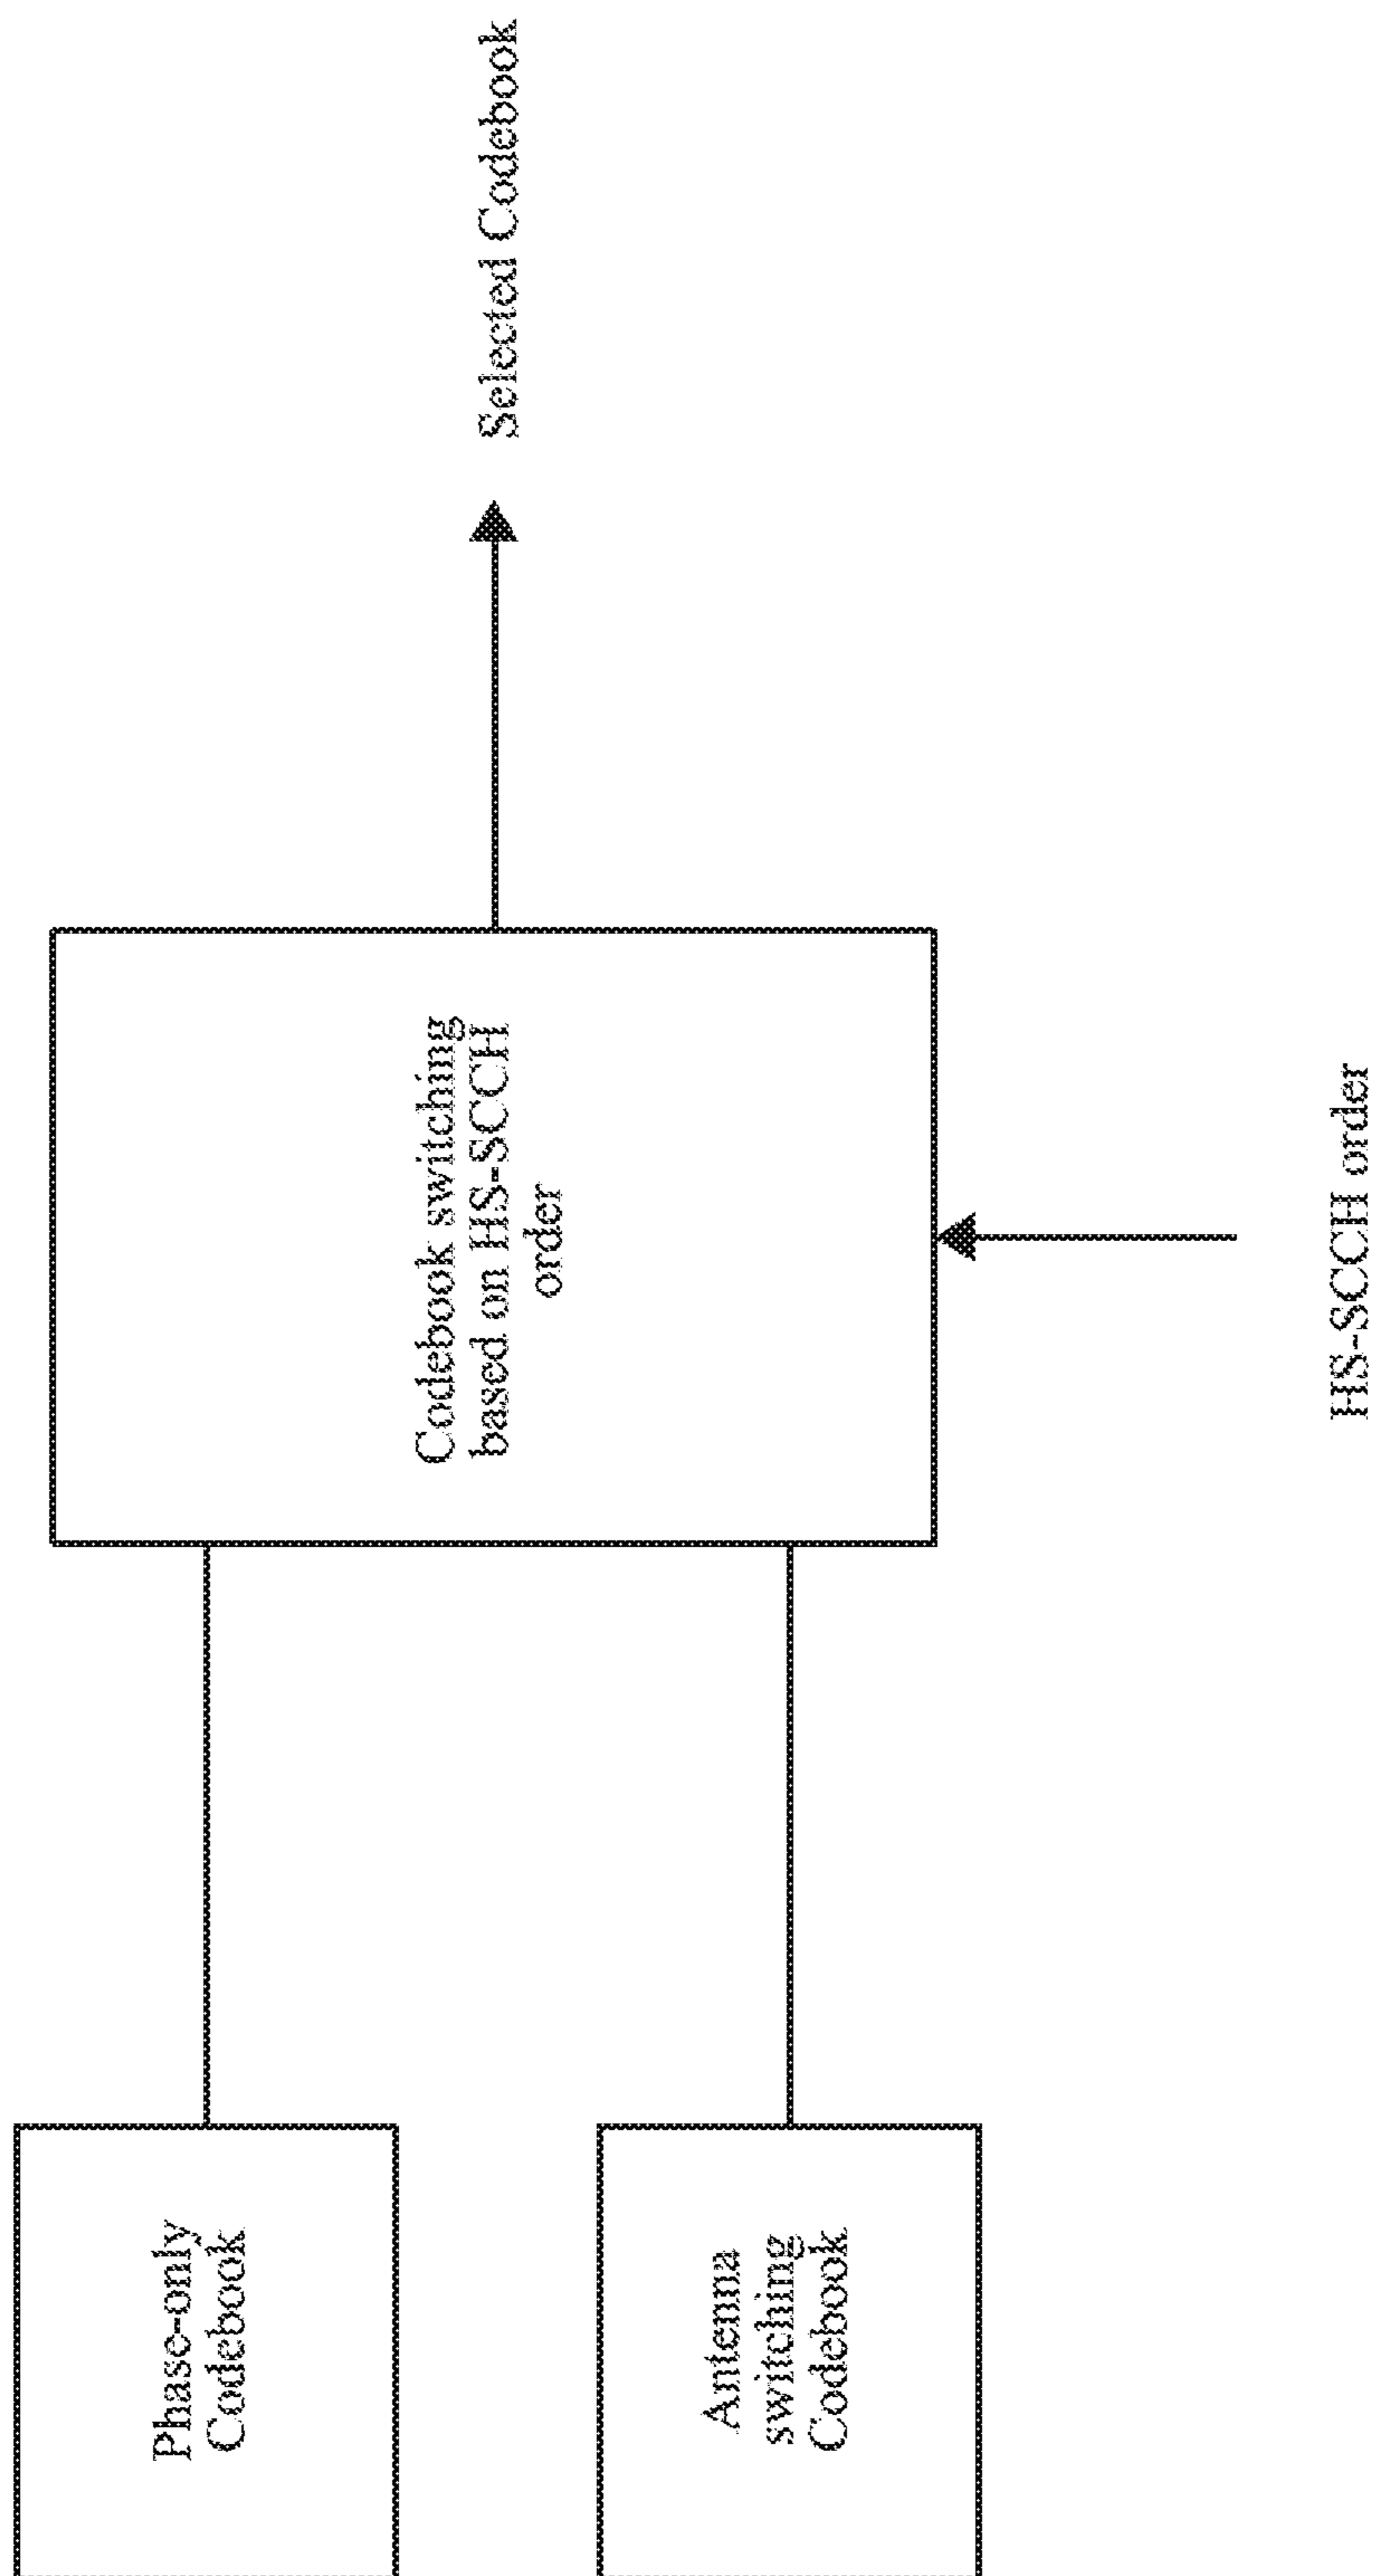 Phase-only
Codebook
Antenna
switching
Codebook
Codebook switching
based on HS-SCCH
order
HS-SCCH order
Selected Codebook